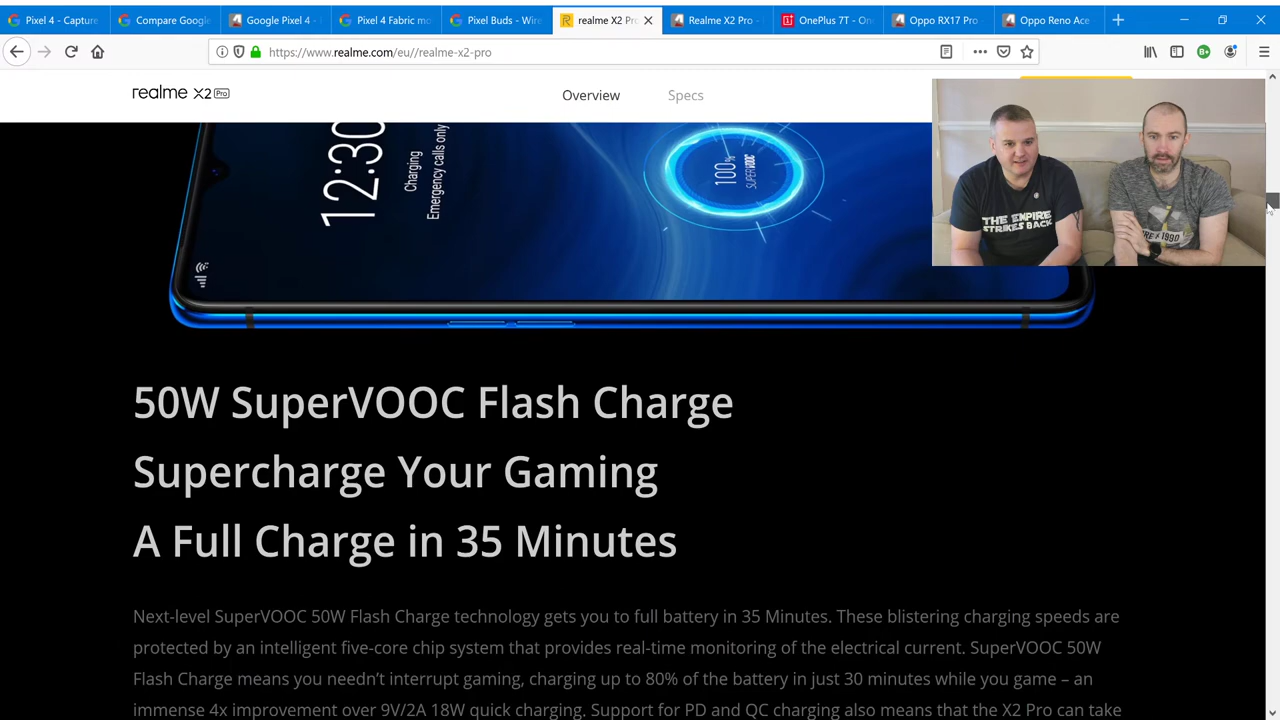 Pixel 4 - Capture
Compare Google
Google Pixel 4 -
Pixel 4 Fabric mo
Pixel Buds - Wire
realme X2 Pr
Realme X2 Pro -
OnePlus 7T - On
Oppo RX17 Pro
Oppo Reno Ace
https://www.realme.com/eu//realme-x2-pro
realme X2 Pro
Overview
Specs
12:30
Charging
Emergency calls only
100%
SUPERVOOC
THE EMPIRE
STRIKES BACK
1990
50W SuperVOOC Flash Charge
Supercharge Your Gaming
A Full Charge in 35 Minutes
Next-level SuperVOOC 50W Flash Charge technology gets you to full battery in 35 Minutes. These blistering charging speeds are
protected by an intelligent five-core chip system that provides real-time monitoring of the electrical current. SuperVOOC 50W
Flash Charge means you needn’t interrupt gaming, charging up to 80% of the battery in just 30 minutes while you game – an
immense 4x improvement over 9V/2A 18W quick charging. Support for PD and QC charging also means that the X2 Pro can take